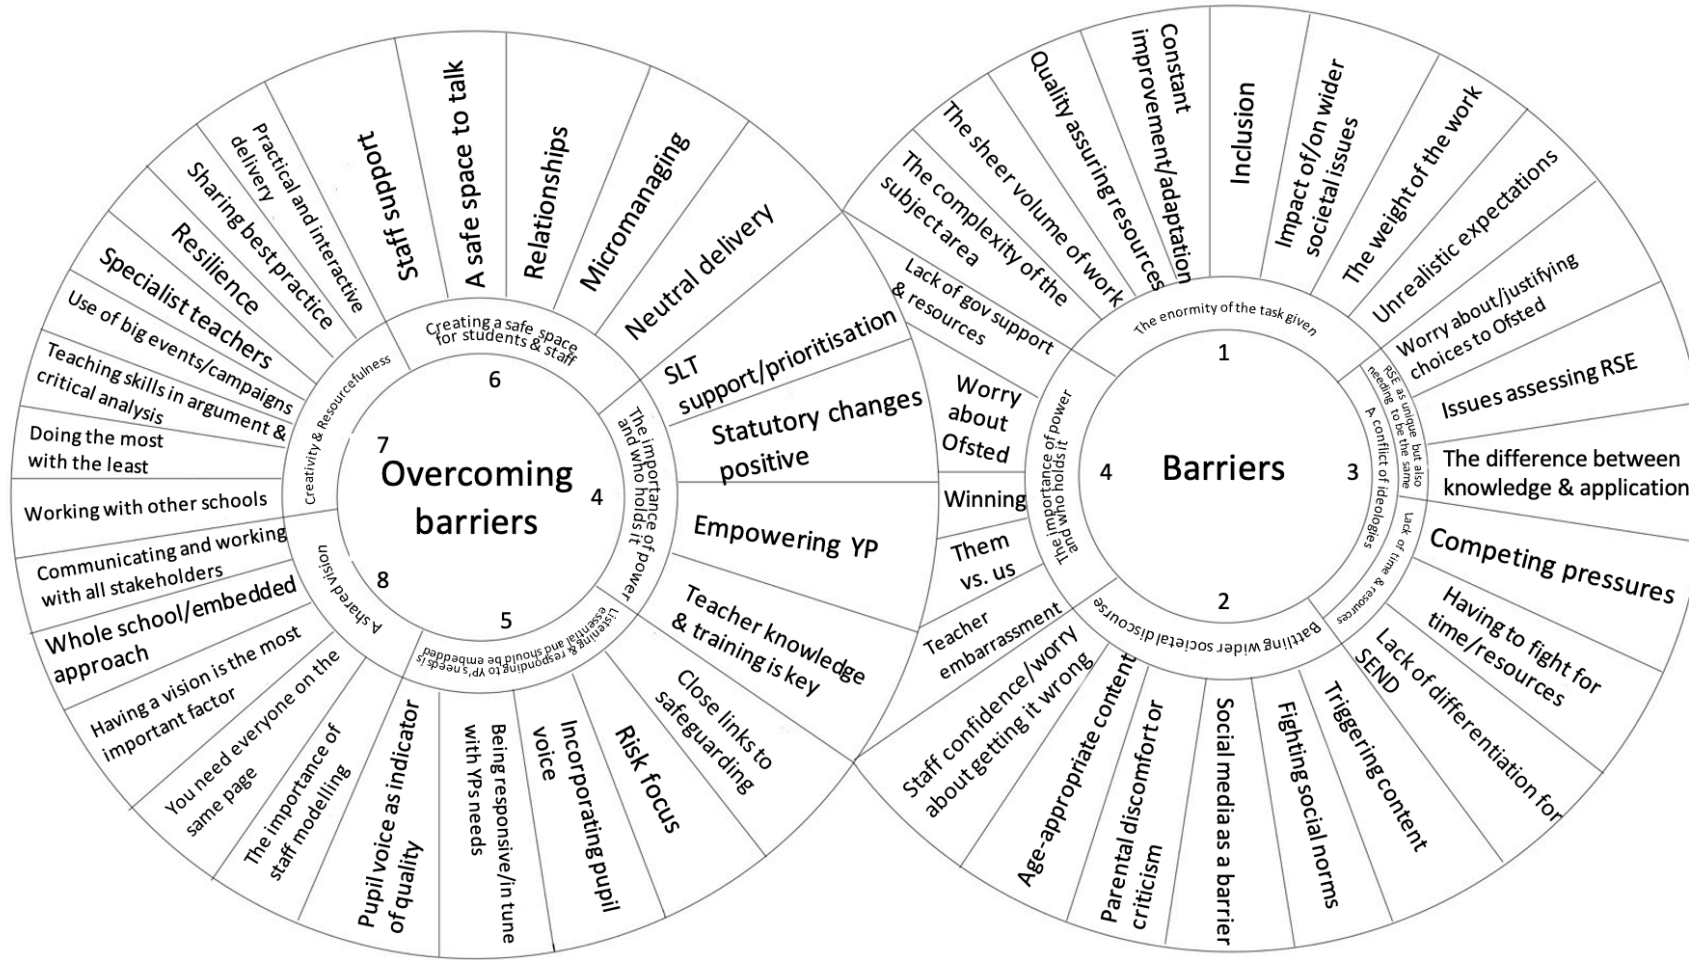 Overcoming
barriers
6
Creating a safe space
for students & staff
Staff support
A safe space to talk
Relationships
Micromanaging
Neutral delivery
4
The importance of power
and who holds it
SLT
support/prioritisation
Statutory changes
positive
Empowering YP
Teacher knowledge
& training is key
5
Listening & responding to YP's needs is
essential and should be embedded
Close links to
safeguarding
Risk focus
Incorporating pupil
voice
Being responsive/in tune
with YPs needs
Pupil voice as indicator
of quality
8
A shared vision
The importance of
staff modelling
You need everyone on the
same page
Having a vision is the most
important factor
Whole school/embedded
approach
Communicating and working
with all stakeholders
7
Creativity & Resourcefulness
Working with other schools
Doing the most
with the least
Teaching skills in argument &
critical analysis
Use of big events/campaigns
Specialist teachers
Resilience
Sharing best practice
Practical and interactive
delivery
Barriers
1
The enormity of the task given
The complexity of the
subject area
The sheer volume of work
Quality assuring resources
Constant
improvement/adaptation
Inclusion
Impact of/on wider
societal issues
The weight of the work
Unrealistic expectations
3
A conflict of ideologies
RSE as unique but also
needing to be the same
Worry about/justifying
choices to Ofsted
Issues assessing RSE
The difference between
knowledge & application
Lack of time & resources
Competing pressures
Having to fight for
time/resources
Lack of differentiation for
SEND
2
Battling wider societal discourse
Triggering content
Fighting social norms
Social media as a barrier
Parental discomfort or
criticism
Age-appropriate content
Staff confidence/worry
about getting it wrong
4
The importance of power
and who holds it
Teacher
embarrassment
Them
vs. us
Winning
Worry
about
Ofsted
Lack of gov support
& resources